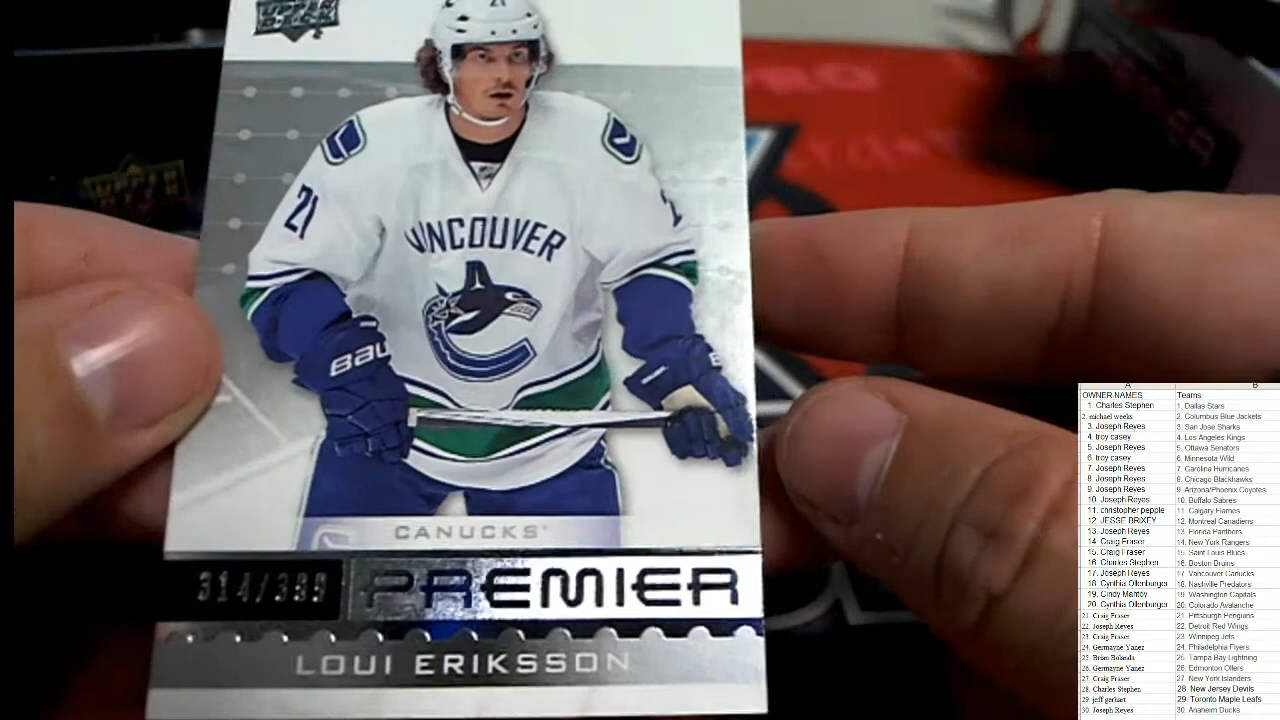 21
21
VANCOUVER
BAU
CANUCKS
314/399
PREMIER
LOUI ERIKSSON
A B
OWNER NAMES Teams
1. Charles Stephen 1. Dallas Stars
2. michael weeks 2. Columbus Blue Jackets
3. Joseph Reyes 3. San Jose Sharks
4. troy casey 4. Los Angeles Kings
5. Joseph Reyes 5. Ottawa Senators
6. troy casey 6. Minnesota Wild
7. Joseph Reyes 7. Carolina Hurricanes
8. Joseph Reyes 8. Chicago Blackhawks
9. Joseph Reyes 9. Arizona/Phoenix Coyotes
10. Joseph Reyes 10. Buffalo Sabres
11. christopher pepple 11. Calgary Flames
12. JESSE BRIXEY 12. Montreal Canadiens
13. Joseph Reyes 13. Florida Panthers
14. Craig Fraser 14. New York Rangers
15. Craig Fraser 15. Saint Louis Blues
16. Charles Stephen 16. Boston Bruins
17. Joseph Reyes 17. Vancouver Canucks
18. Cynthia Ollenburger 18. Nashville Predators
19. Cindy Mantoy 19. Washington Capitals
20. Cynthia Ollenburger 20. Colorado Avalanche
21. Craig Fraser 21. Pittsburgh Penguins
22. Joseph Reyes 22. Detroit Red Wings
23. Craig Fraser 23. Winnipeg Jets
24. Germayne Yanez 24. Philadelphia Flyers
25. Brian Bolanda 25. Tampa Bay Lightning
26. Germayne Yanez 26. Edmonton Oilers
27. Craig Fraser 27. New York Islanders
28. Charles Stephen 28. New Jersey Devils
29. jeff gerhart 29. Toronto Maple Leafs
30. Joseph Reyes 30. Anaheim Ducks